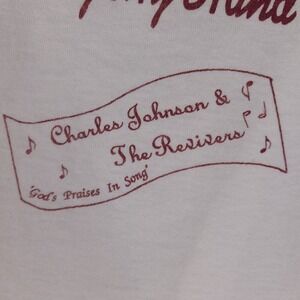 Charles Johnson &
The Revivers
"God's Praises In Song"